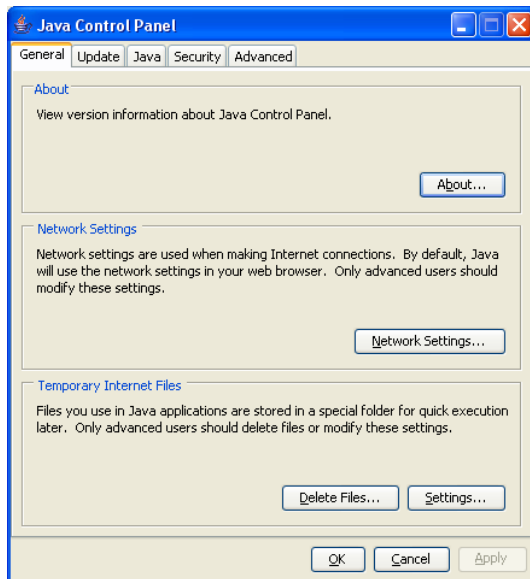 Java Control Panel
General Update Java Security Advanced
About
View version information about Java Control Panel.
About...
Network Settings
Network settings are used when making Internet connections. By default, Java
will use the network settings in your web browser. Only advanced users should
modify these settings.
Network Settings...
Temporary Internet Files
Files you use in Java applications are stored in a special folder for quick execution
later. Only advanced users should delete files or modify these settings.
Delete Files... Settings...
OK Cancel Apply